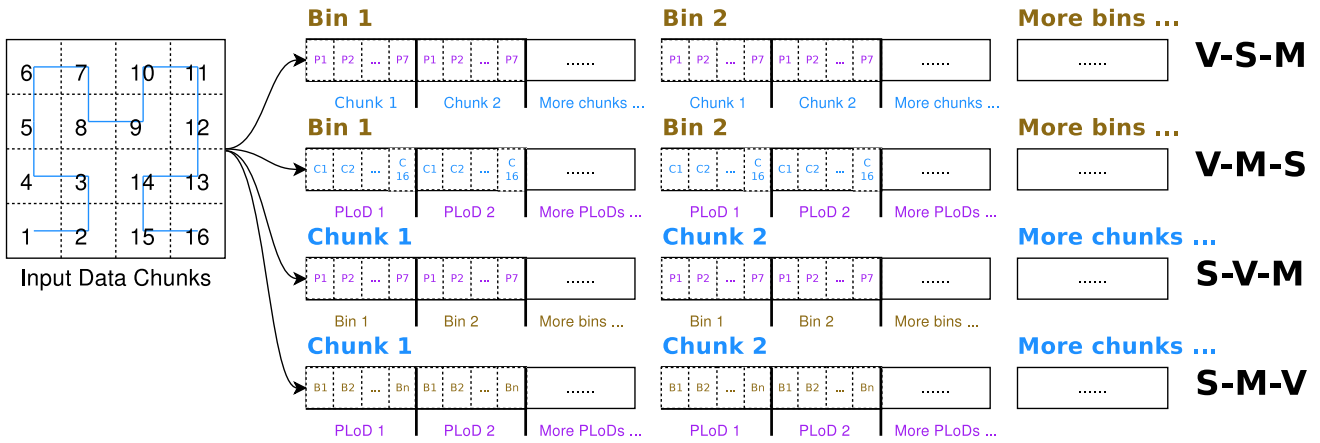 6 7 10 11
5 8 9 12
4 3 14 13
1 2 15 16
Input Data Chunks
Bin 1 Bin 2 More bins ...
P1 P2 ... P7 P1 P2 ... P7 ...... P1 P2 ... P7 P1 P2 ... P7 ...... ......
V-S-M
Chunk 1 Chunk 2 More chunks ... Chunk 1 Chunk 2 More chunks ...
Bin 1 Bin 2 More bins ...
C1 C2 ... C 16 C1 C2 ... C 16 ...... C1 C2 ... C 16 C1 C2 ... C 16 ...... ......
V-M-S
PLoD 1 PLoD 2 More PLoDs ... PLoD 1 PLoD 2 More PLoDs ...
Chunk 1 Chunk 2 More chunks ...
P1 P2 ... P7 P1 P2 ... P7 ...... P1 P2 ... P7 P1 P2 ... P7 ...... ......
S-V-M
Bin 1 Bin 2 More bins ... Bin 1 Bin 2 More bins ...
Chunk 1 Chunk 2 More chunks ...
B1 B2 ... Bn B1 B2 ... Bn ...... B1 B2 ... Bn B1 B2 ... Bn ...... ......
S-M-V
PLoD 1 PLoD 2 More PLoDs ... PLoD 1 PLoD 2 More PLoDs ...